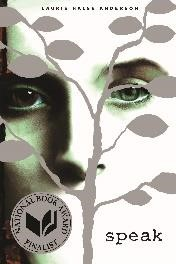 LAURIE HALSE ANDERSON
NATIONAL BOOK AWARD
FINALIST
speak